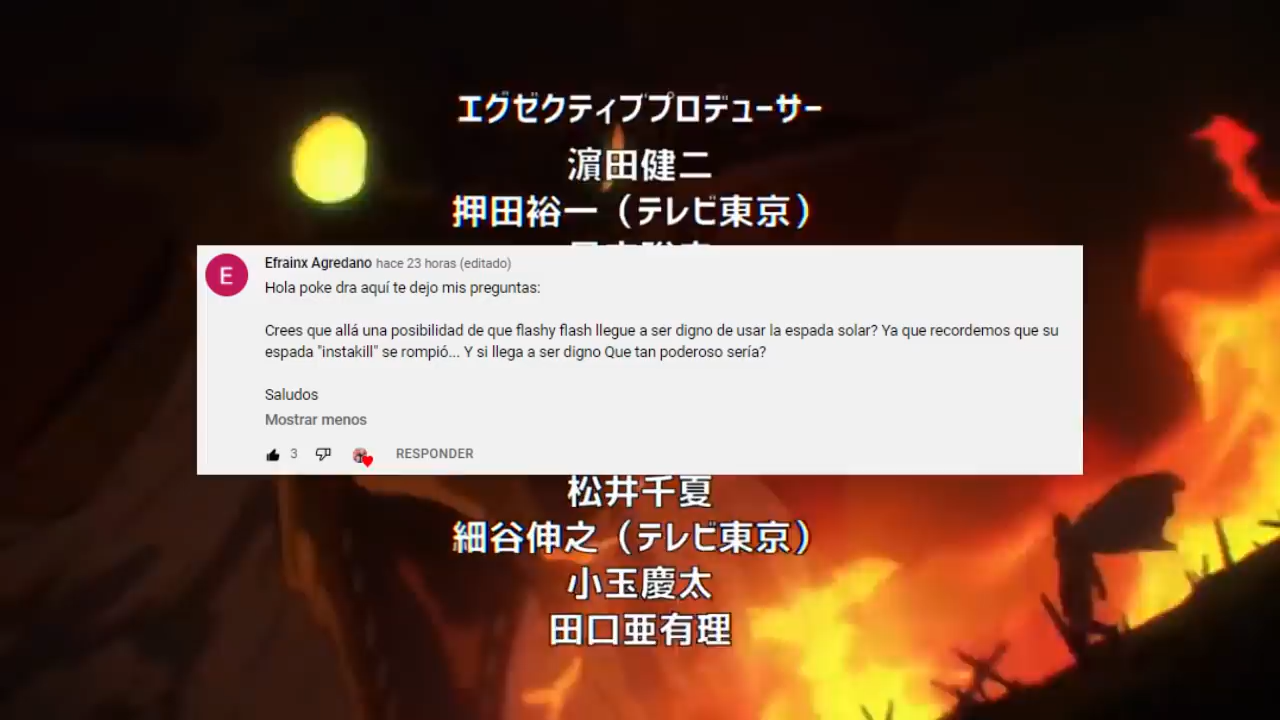 エグゼクティブプロデューサー
濵田健二
押田裕一（テレビ東京）
E
Efrainx Agredano hace 23 horas (editado)
Hola poke dra aquí te dejo mis preguntas:
Crees que allá una posibilidad de que flashy flash llegue a ser digno de usar la espada solar? Ya que recordemos que su
espada "instakill" se rompió... Y si llega a ser digno Que tan poderoso sería?
Saludos
Mostrar menos
3 RESPONDER
松井千夏
細谷伸之（テレビ東京）
小玉慶太
田口亜有理